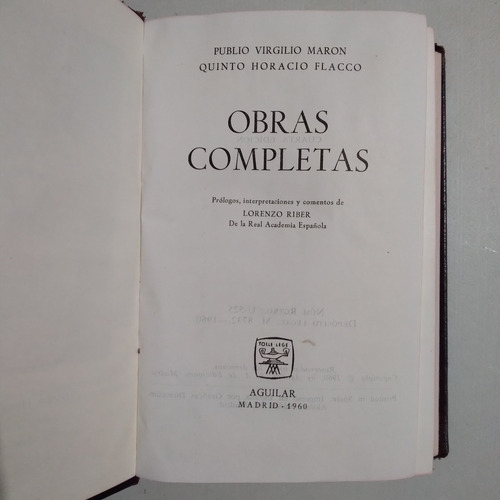 PUBLIO VIRGILIO MARON
QUINTO HORACIO FLACCO
OBRAS
COMPLETAS
Prólogos, interpretaciones y comentos de
LORENZO RIBER
De la Real Academia Española
TOLLE LEGE
AGUILAR
MADRID - 1960